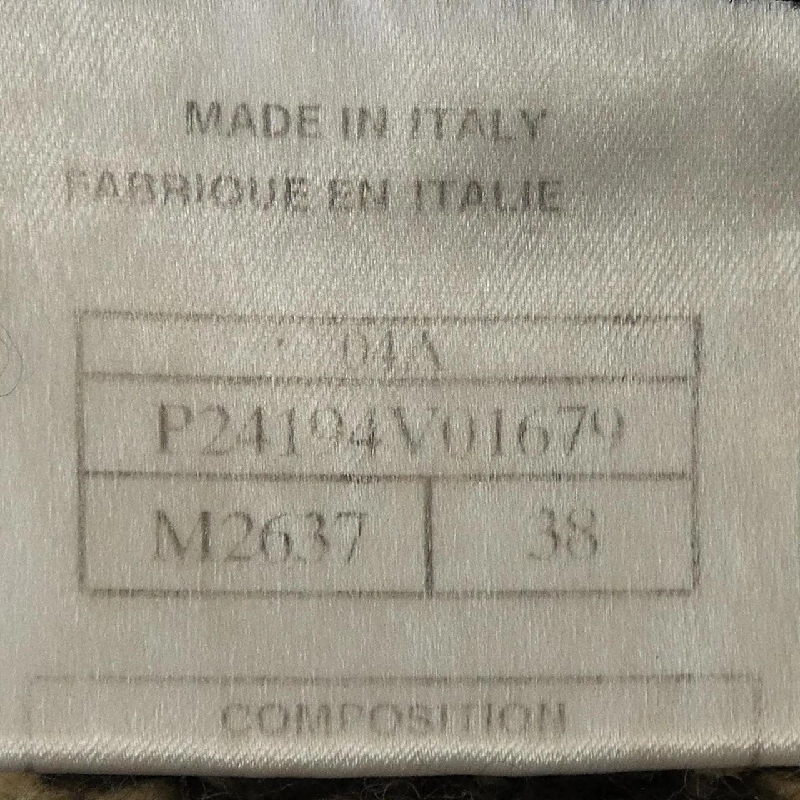 MADE IN ITALY
FABRIQUE EN ITALIE
04A
P24194V01679
M2637 38
COMPOSITION